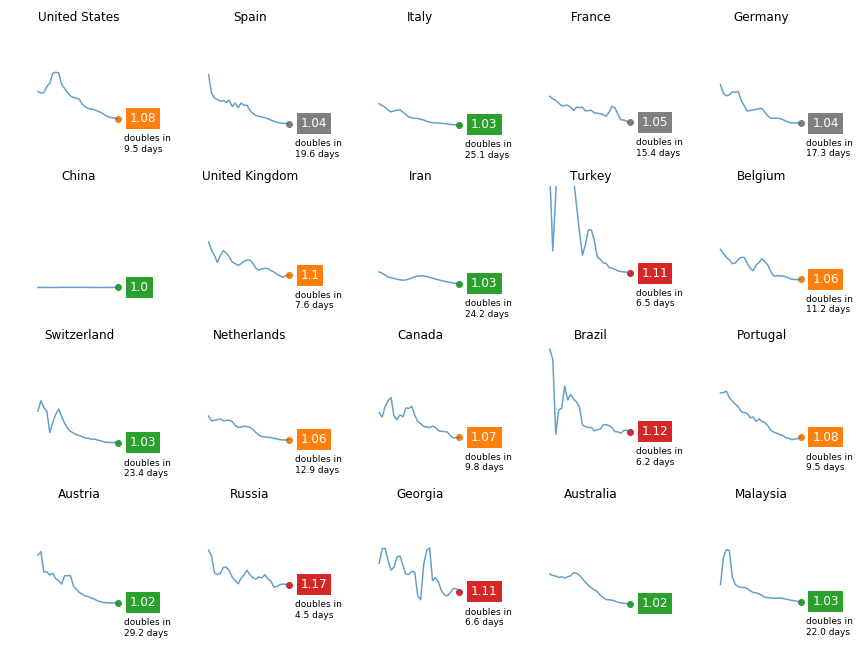 United States
Spain
Italy
France
Germany
1.08
doubles in
9.5 days
1.04
doubles in
19.6 days
1.03
doubles in
25.1 days
1.05
doubles in
15.4 days
1.04
doubles in
17.3 days
China
United Kingdom
Iran
Turkey
Belgium
1.0
1.1
doubles in
7.6 days
1.03
doubles in
24.2 days
1.11
doubles in
6.5 days
1.06
doubles in
11.2 days
Switzerland
Netherlands
Canada
Brazil
Portugal
1.03
doubles in
23.4 days
1.06
doubles in
12.9 days
1.07
doubles in
9.8 days
1.12
doubles in
6.2 days
1.08
doubles in
9.5 days
Austria
Russia
Georgia
Australia
Malaysia
1.02
doubles in
29.2 days
1.17
doubles in
4.5 days
1.11
doubles in
6.6 days
1.02
1.03
doubles in
22.0 days